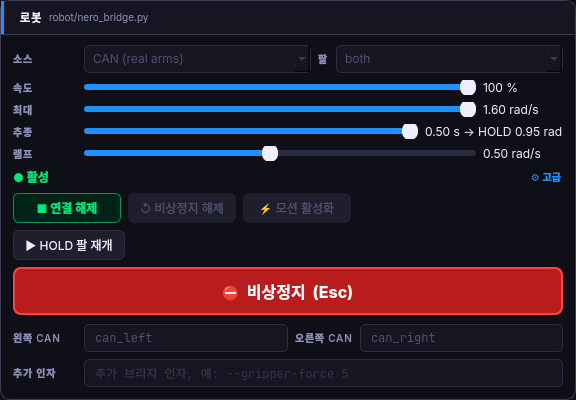 로봇 robot/nero_bridge.py
소스 CAN (real arms) 팔 both
속도 100 %
최대 1.60 rad/s
추종 0.50 s → HOLD 0.95 rad
램프 0.50 rad/s
● 활성 ⚙ 고급
■ 연결 해제 ↺ 비상정지 해제 ⚡ 모션 활성화
▶ HOLD 팔 재개
⛔ 비상정지 (Esc)
왼쪽 CAN can_left 오른쪽 CAN can_right
추가 인자 추가 브리지 인자, 예: --gripper-force 5